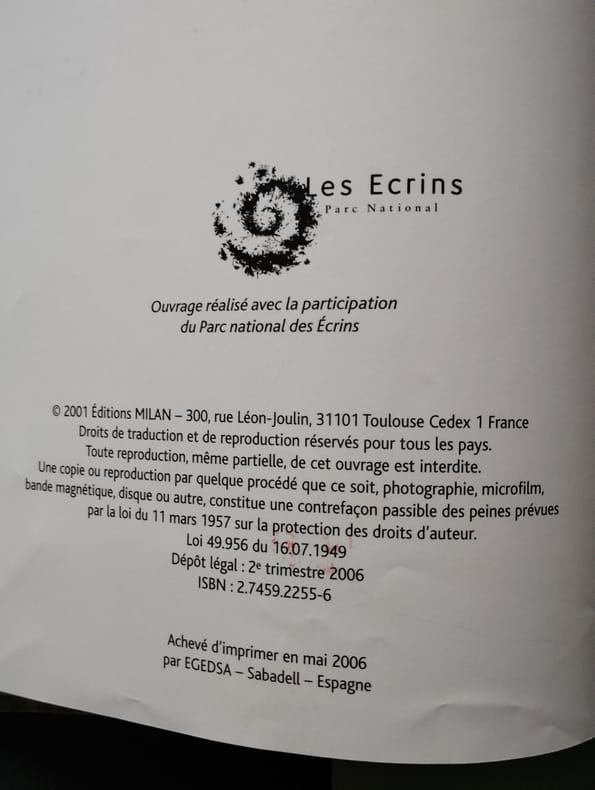 Les Ecrins
Parc National
Ouvrage réalisé avec la participation
du Parc national des Écrins
© 2001 Éditions MILAN – 300, rue Léon-Joulin, 31101 Toulouse Cedex 1 France
Droits de traduction et de reproduction réservés pour tous les pays.
Toute reproduction, même partielle, de cet ouvrage est interdite.
Une copie ou reproduction par quelque procédé que ce soit, photographie, microfilm,
bande magnétique, disque ou autre, constitue une contrefaçon passible des peines prévues
par la loi du 11 mars 1957 sur la protection des droits d'auteur.
Loi 49.956 du 16.07.1949
Dépôt légal : 2e trimestre 2006
ISBN : 2.7459.2255-6
Achevé d'imprimer en mai 2006
par EGEDSA – Sabadell – Espagne